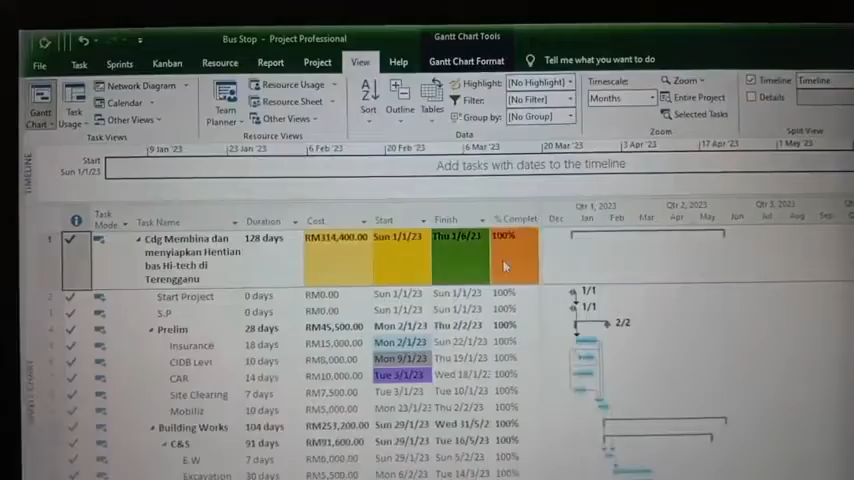 Bus Stop - Project Professional
Gantt Chart Tools
File Task Sprints Kanban Resource Report Project View Help Gantt Chart Format Tell me what you want to do
Gantt Chart
Task Usage
Network Diagram
Calendar
Other Views
Task Views
Team Planner
Resource Usage
Resource Sheet
Other Views
Resource Views
Sort
Outline
Tables
Highlight: [No Highlight]
Filter: [No Filter]
Group by: [No Group]
Data
Timescale:
Months
Zoom
Entire Project
Selected Tasks
Zoom
Timeline Timeline
Details
Split View
TIMELINE
9 Jan '23 23 Jan '23 6 Feb '23 20 Feb '23 6 Mar '23 20 Mar '23 3 Apr '23 17 Apr '23 1 May '23
Start
Sun 1/1/23
Add tasks with dates to the timeline
Task Mode Task Name Duration Cost Start Finish % Complet
Qtr 1, 2023 Qtr 2, 2023 Qtr 3, 2023
Dec Jan Feb Mar Apr May Jun Jul Aug Sep
1 Cdg Membina dan menyiapkan Hentian bas Hi-tech di Terengganu 128 days RM314,400.00 Sun 1/1/23 Thu 1/6/23 100%
2 Start Project 0 days RM0.00 Sun 1/1/23 Sun 1/1/23 100% 1/1
3 S.P 0 days RM0.00 Sun 1/1/23 Sun 1/1/23 100% 1/1
4 Prelim 28 days RM45,500.00 Mon 2/1/23 Thu 2/2/23 100% 2/2
Insurance 18 days RM15,000.00 Mon 2/1/23 Sun 22/1/23 100%
CIDB Levi 10 days RM8,000.00 Mon 9/1/23 Thu 19/1/23 100%
CAR 14 days RM10,000.00 Tue 3/1/23 Wed 18/1/2 100%
Site Clearing 7 days RM7,500.00 Tue 3/1/23 Tue 10/1/23 100%
Mobiliz 10 days RM5,000.00 Mon 23/1/23 Thu 2/2/23 100%
Building Works 104 days RM253,200.00 Sun 29/1/23 Wed 31/5/2 100%
C&S 91 days RM91,600.00 Sun 29/1/23 Tue 16/5/23 100%
E.W 7 days RM6,000.00 Sun 29/1/23 Sun 5/2/23 100%
Excavation 30 days RM5,500.00 Mon 6/2/23 Tue 14/3/23 100%